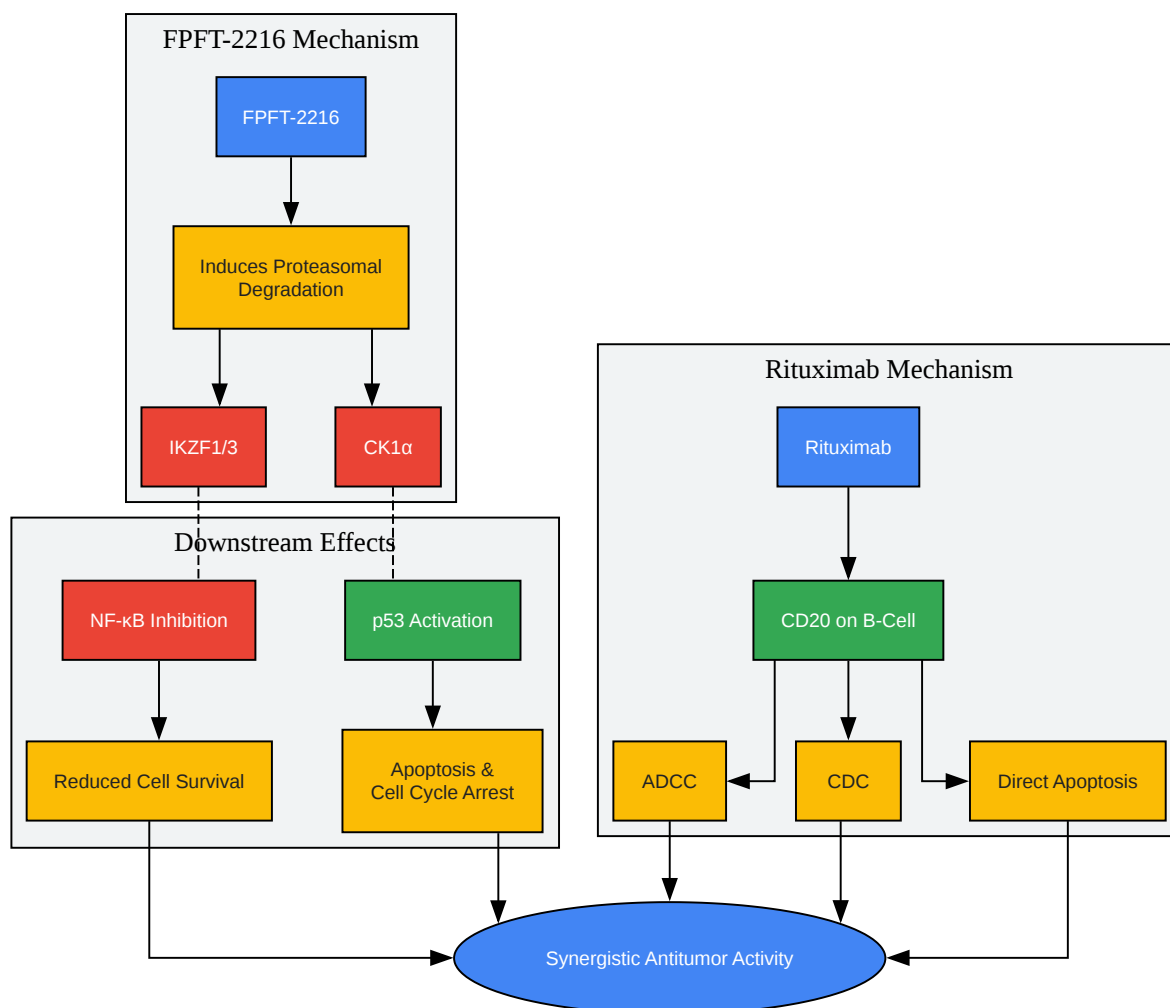 FPFT-2216 Mechanism
FPFT-2216
Induces Proteasomal
Degradation
IKZF1/3
CK1α
Downstream Effects
NF-κB Inhibition
p53 Activation
Reduced Cell Survival
Apoptosis &
Cell Cycle Arrest
Rituximab Mechanism
Rituximab
CD20 on B-Cell
ADCC
CDC
Direct Apoptosis
Synergistic Antitumor Activity